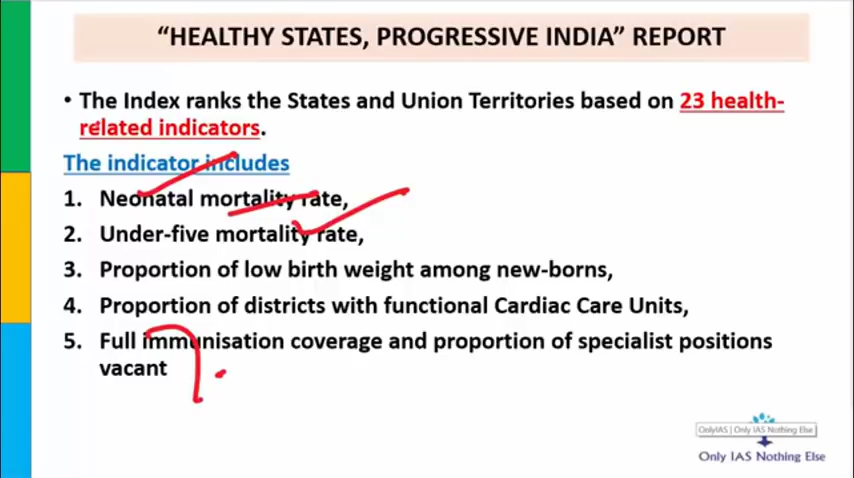 “HEALTHY STATES, PROGRESSIVE INDIA” REPORT
• The Index ranks the States and Union Territories based on 23 health-
related indicators.
The indicator includes
1. Neonatal mortality rate,
2. Under-five mortality rate,
3. Proportion of low birth weight among new-borns,
4. Proportion of districts with functional Cardiac Care Units,
5. Full immunisation coverage and proportion of specialist positions
vacant
OnlyIAS | Only IAS Nothing Else
Only IAS Nothing Else